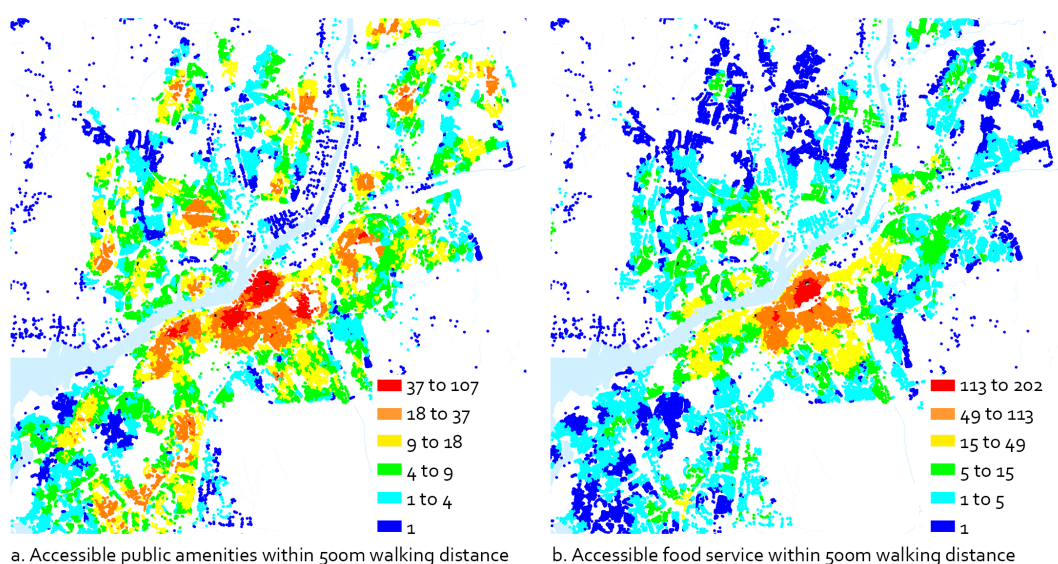 37 to 107
18 to 37
9 to 18
4 to 9
1 to 4
1
a. Accessible public amenities within 500m walking distance
113 to 202
49 to 113
15 to 49
5 to 15
1 to 5
1
b. Accessible food service within 500m walking distance